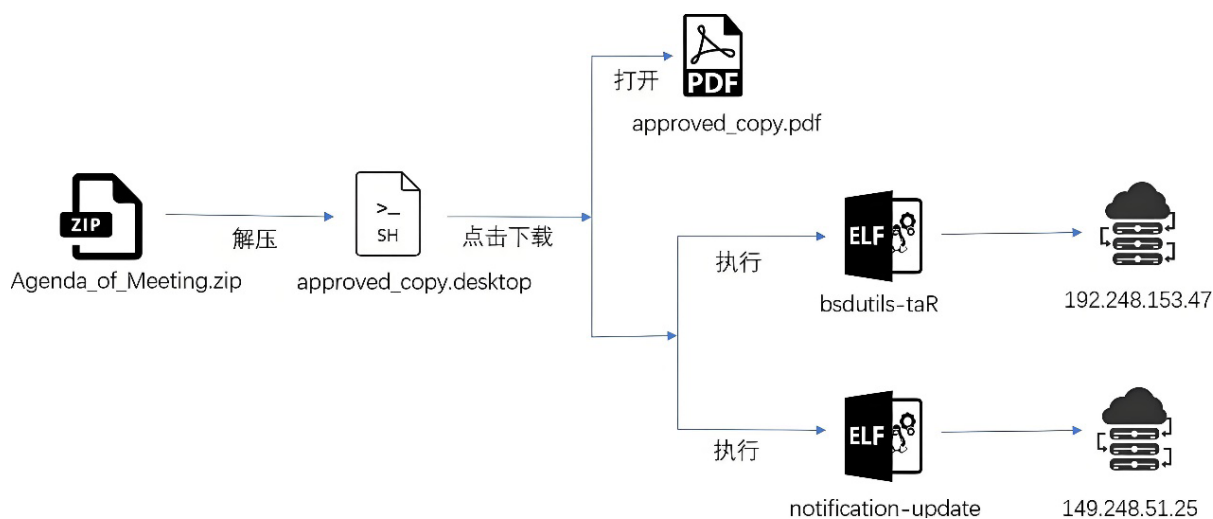 打开
PDF
approved_copy.pdf
ZIP
解压
Agenda_of_Meeting.zip
>_
SH
点击下载
approved_copy.desktop
执行
ELF
bsdutils-taR
192.248.153.47
执行
ELF
notification-update
149.248.51.25